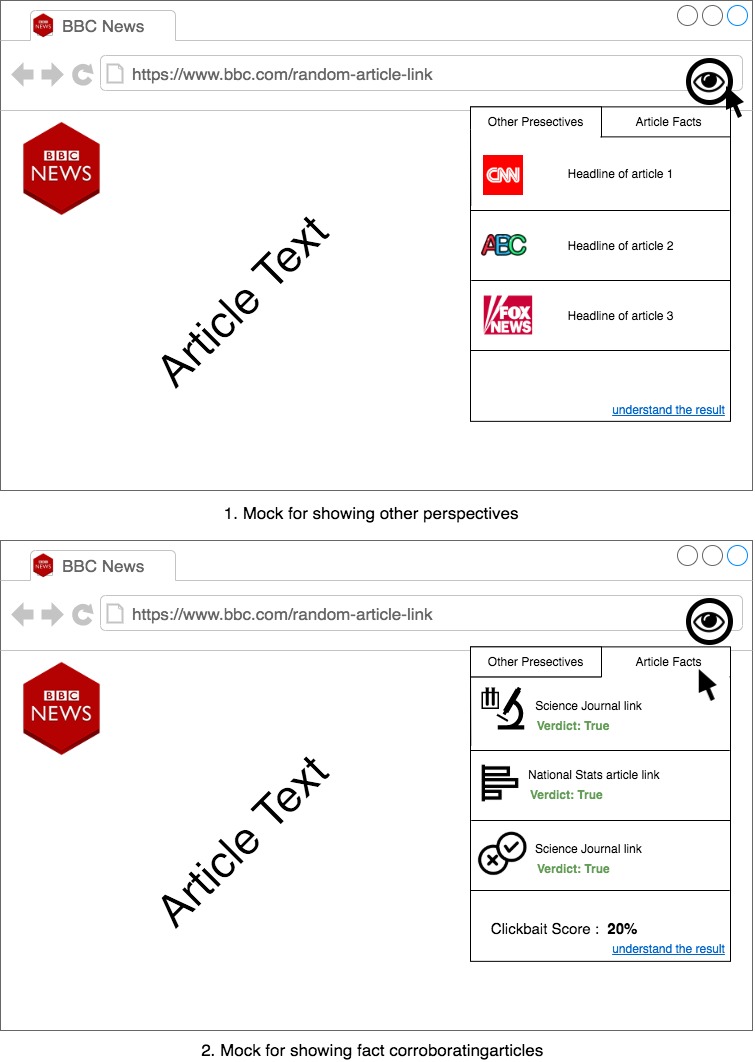 NEWS
BBC News
https://www.bbc.com/random-article-link
BBC
NEWS
Article Text
Other Presectives
Article Facts
CNN
Headline of article 1
ABC
Headline of article 2
FOX
NEWS
Headline of article 3
understand the result
1. Mock for showing other perspectives
NEWS
BBC News
https://www.bbc.com/random-article-link
BBC
NEWS
Article Text
Other Presectives
Article Facts
Science Journal link
Verdict: True
National Stats article link
Verdict: True
Science Journal link
Verdict: True
Clickbait Score : 20%
understand the result
2. Mock for showing fact corroboratingarticles